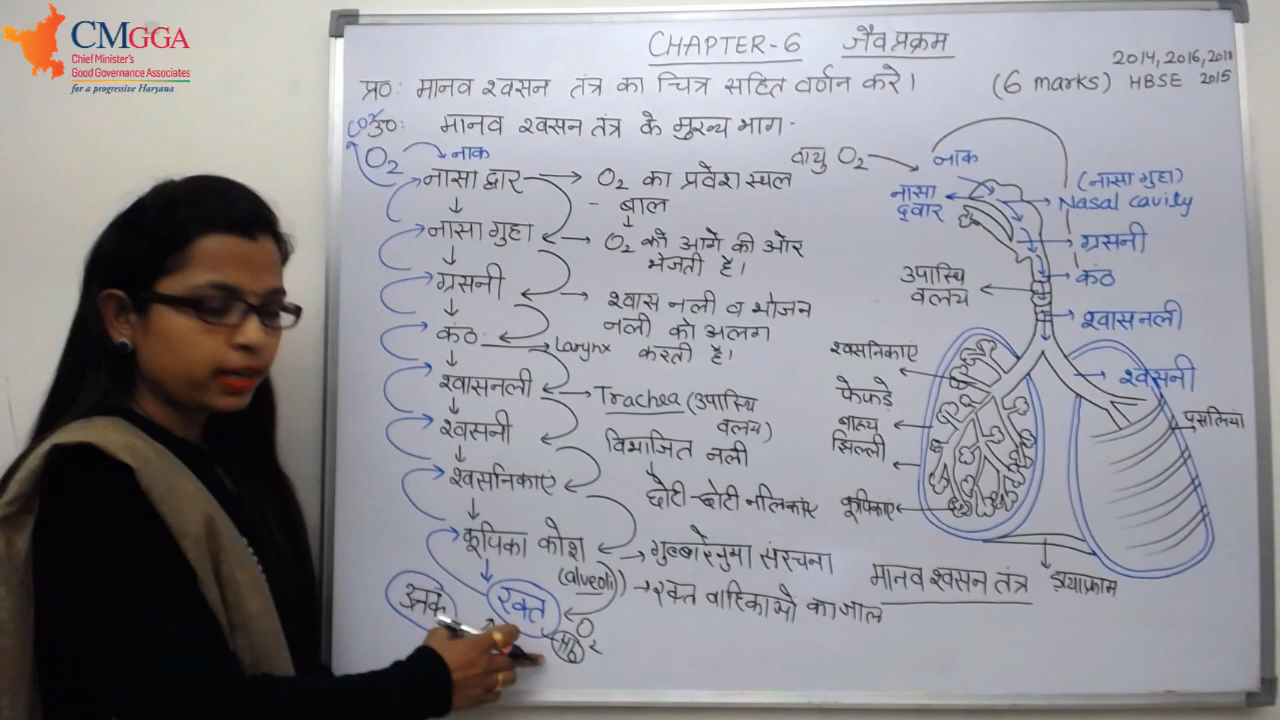 CMGGA
Chief Minister's
Good Governance Associates
for a progressive Haryana
CHAPTER-6 जैव प्रक्रम
2014, 2016, 2018
प्र०: मानव श्वसन तंत्र का चित्र सहित वर्णन करे। (6 marks) HBSE 2015
उ०: मानव श्वसन तंत्र के मुख्य भाग-
CO2
O2 नाक
नासा द्वार → O2 का प्रवेश स्थल
- बाल
नासा गुहा → O2 को आगे की ओर
भेजती है।
ग्रसनी → श्वास नली व भोजन
नली को अलग
करती है।
कंठ → Larynx
श्वासनली → Trachea (उपास्थि
वलय)
श्वसनी विभाजित नली
श्वसनिकाएं छोटी-छोटी नलिकाएं
कूपिका कोश → गुब्बारेनुमा संरचना
(alveoli) → रक्त वाहिकाओ का जाल
ऊतक रक्त O2
Hb
वायु O2 → नाक
नासा
द्वार
(नासा गुहा)
Nasal cavity
ग्रसनी
उपास्थि
वलय
कंठ
श्वासनली
श्वसनिकाएं
श्वसनी
फेफड़े
बाह्य
झिल्ली
पसलियां
कूपिकाएं
मानव श्वसन तंत्र
डायाफ्राम